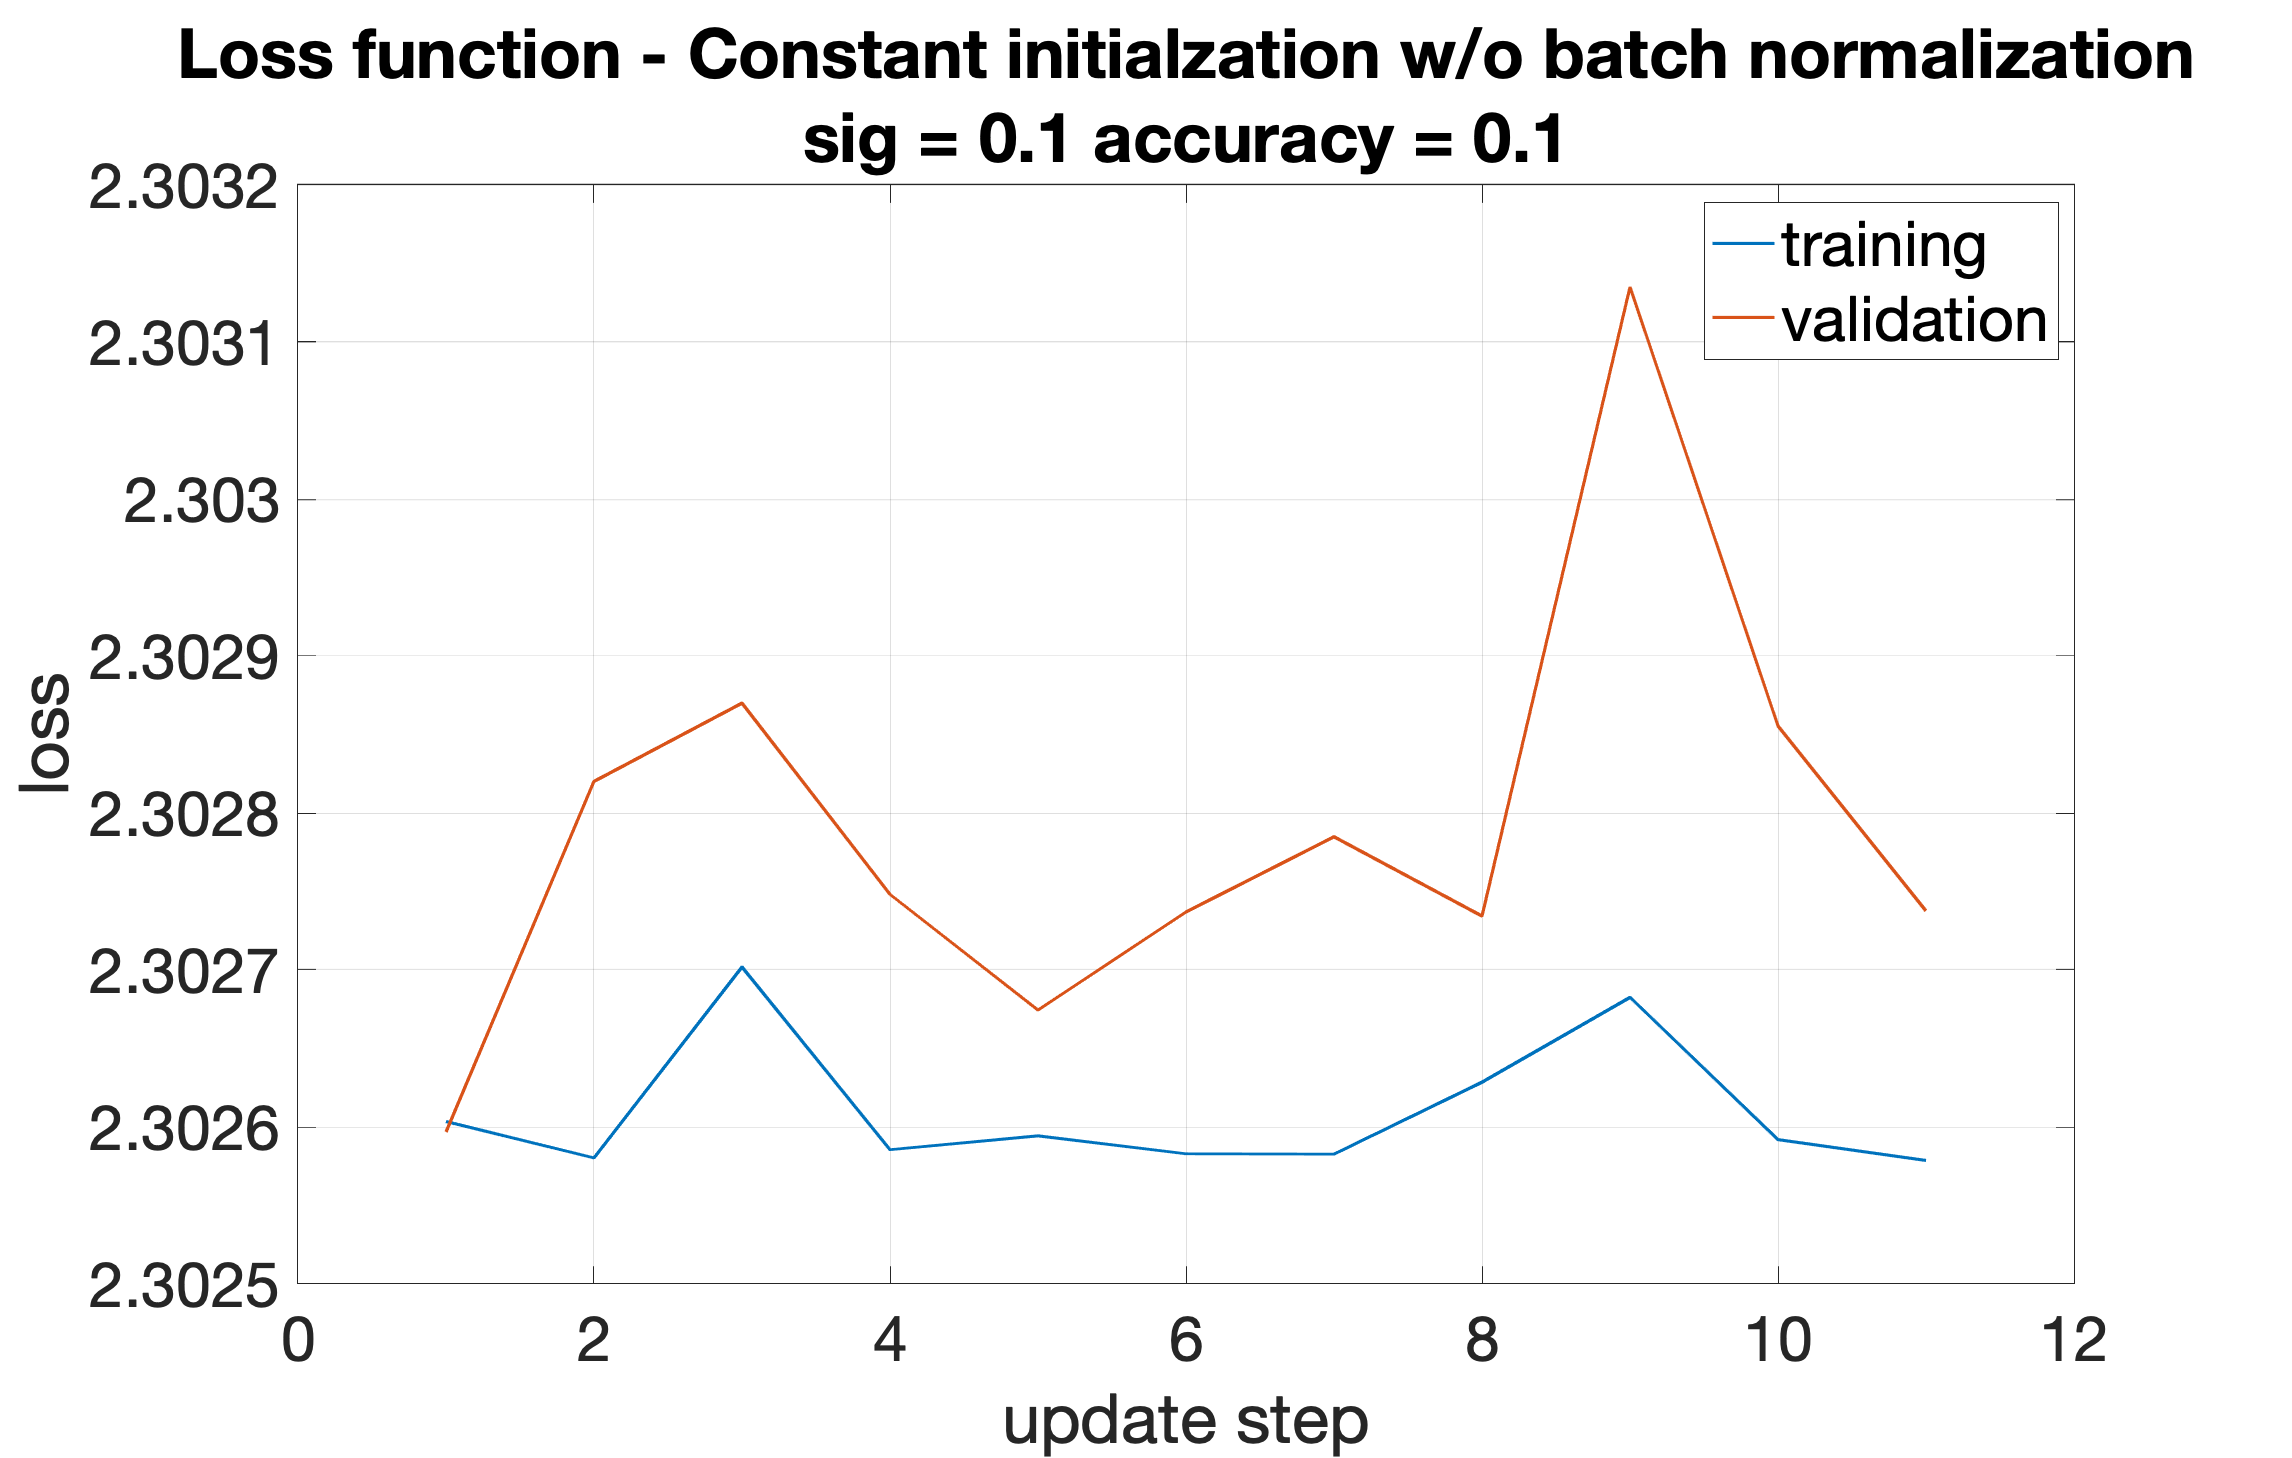 Loss function - Constant initialzation w/o batch normalization
sig = 0.1 accuracy = 0.1
2.3032
2.3031
2.303
2.3029
2.3028
2.3027
2.3026
2.3025
loss
training
validation
0 2 4 6 8 10 12
update step